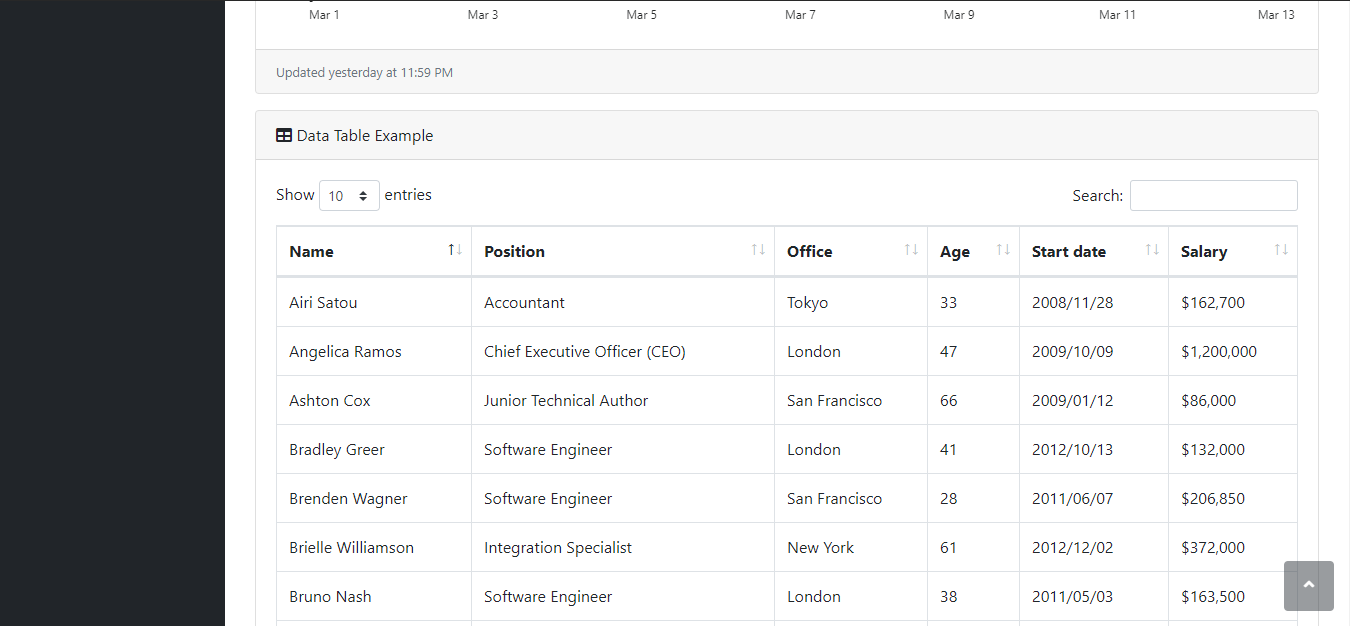 Mar 1 Mar 3 Mar 5 Mar 7 Mar 9 Mar 11 Mar 13
Updated yesterday at 11:59 PM
Data Table Example
Show 10 entries Search:
Name Position Office Age Start date Salary
Airi Satou Accountant Tokyo 33 2008/11/28 $162,700
Angelica Ramos Chief Executive Officer (CEO) London 47 2009/10/09 $1,200,000
Ashton Cox Junior Technical Author San Francisco 66 2009/01/12 $86,000
Bradley Greer Software Engineer London 41 2012/10/13 $132,000
Brenden Wagner Software Engineer San Francisco 28 2011/06/07 $206,850
Brielle Williamson Integration Specialist New York 61 2012/12/02 $372,000
Bruno Nash Software Engineer London 38 2011/05/03 $163,500